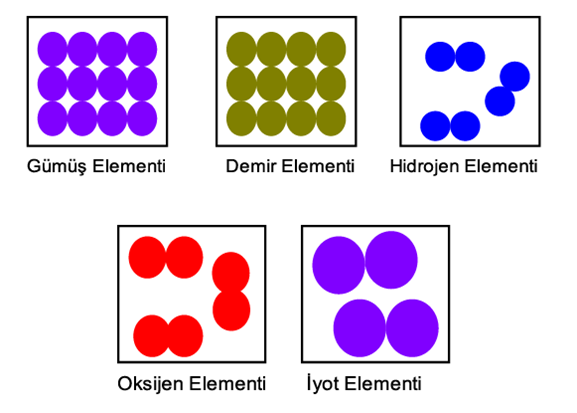 Gümüş Elementi
Demir Elementi
Hidrojen Elementi
Oksijen Elementi
İyot Elementi